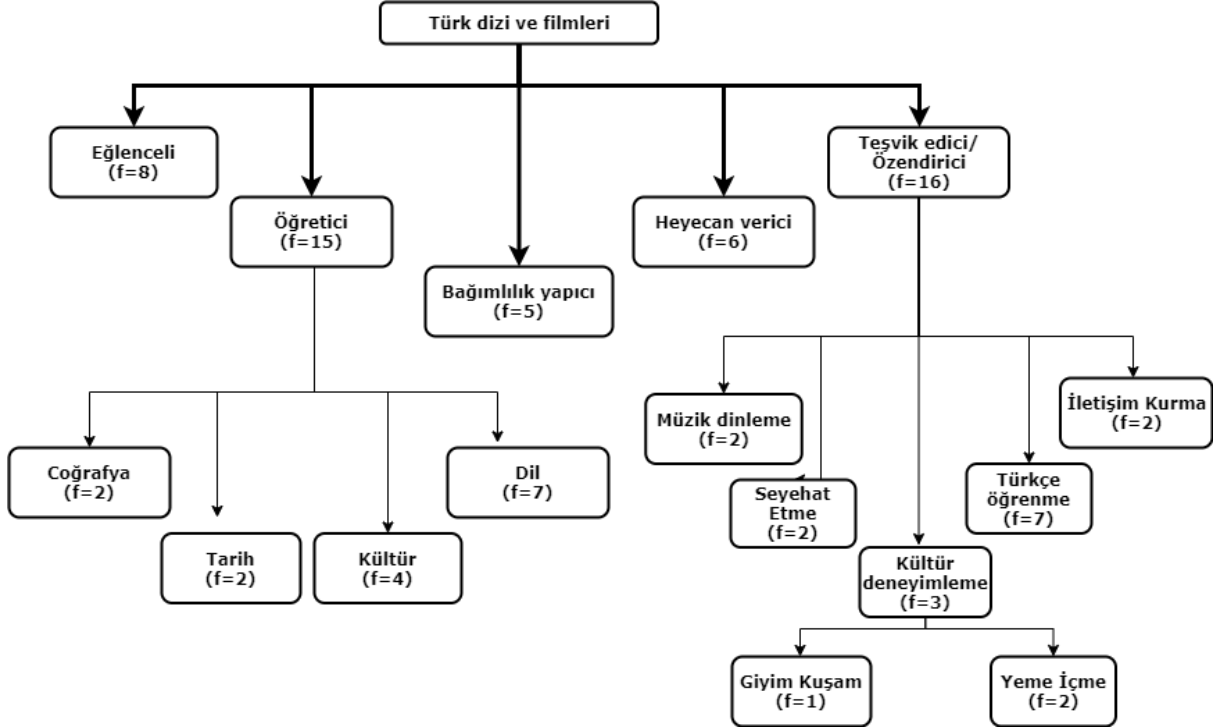 Türk dizi ve filmleri
Eğlenceli
(f=8)
Öğretici
(f=15)
Bağımlılık yapıcı
(f=5)
Heyecan verici
(f=6)
Teşvik edici/
Özendirici
(f=16)
Coğrafya
(f=2)
Tarih
(f=2)
Kültür
(f=4)
Dil
(f=7)
Müzik dinleme
(f=2)
Seyehat
Etme
(f=2)
Kültür
deneyimleme
(f=3)
Türkçe
öğrenme
(f=7)
İletişim Kurma
(f=2)
Giyim Kuşam
(f=1)
Yeme İçme
(f=2)